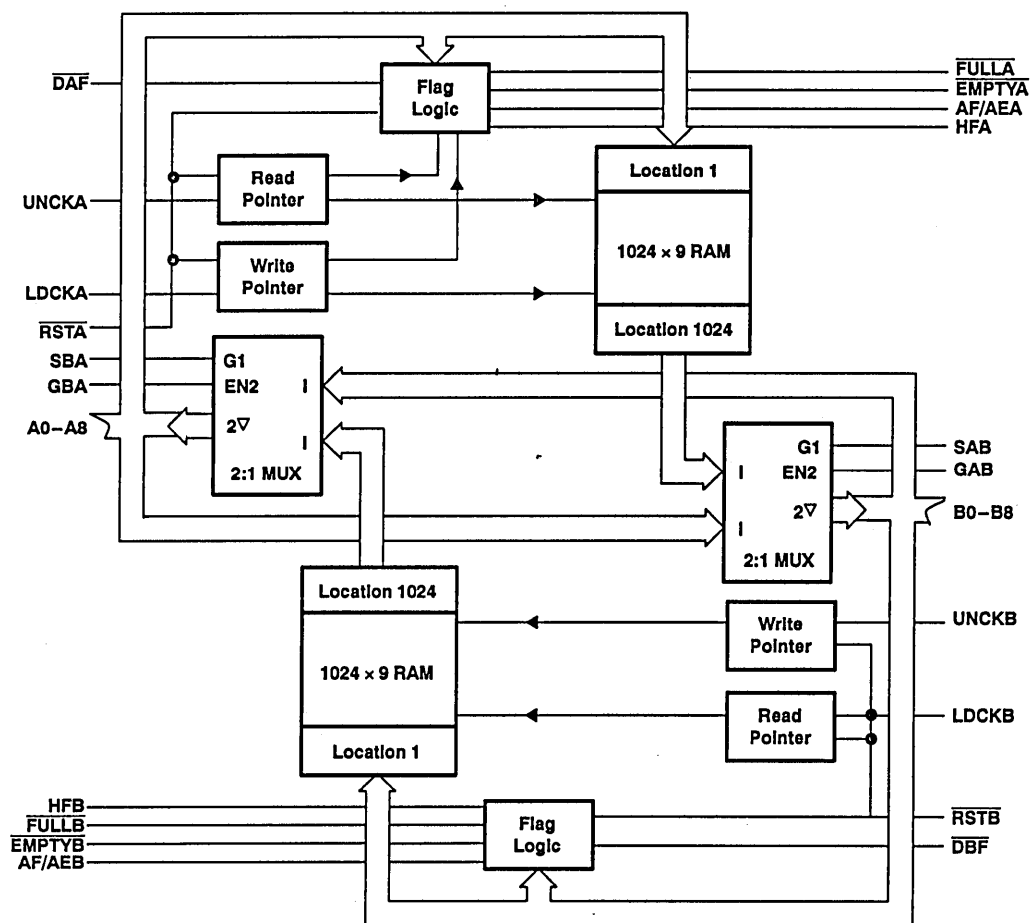 DAF
Flag
Logic
FULLA
EMPTYA
AF/AEA
HFA
Location 1
Read
Pointer
UNCKA
1024 × 9 RAM
Write
Pointer
LDCKA
RSTA
Location 1024
SBA
G1
GBA
EN2
I
A0–A8
2▽
I
2:1 MUX
G1
SAB
I
EN2
GAB
2▽
B0–B8
I
2:1 MUX
Location 1024
UNCKB
Write
Pointer
1024 × 9 RAM
LDCKB
Read
Pointer
Location 1
HFB
FULLB
EMPTYB
AF/AEB
Flag
Logic
RSTB
DBF